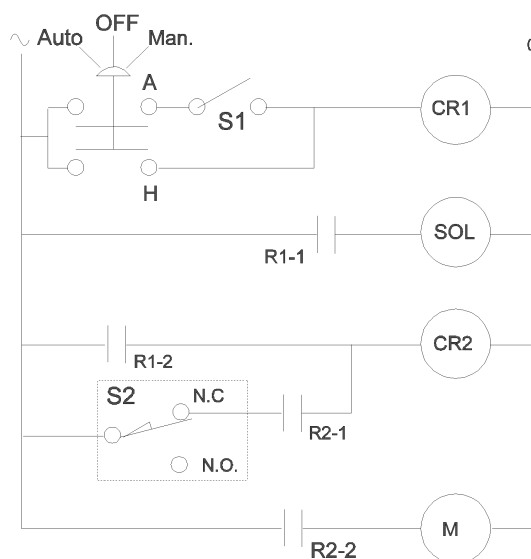 OFF
Auto
Man.
A
S1
CR1
H
R1-1
SOL
R1-2
CR2
S2
N.C
R2-1
N.O.
R2-2
M